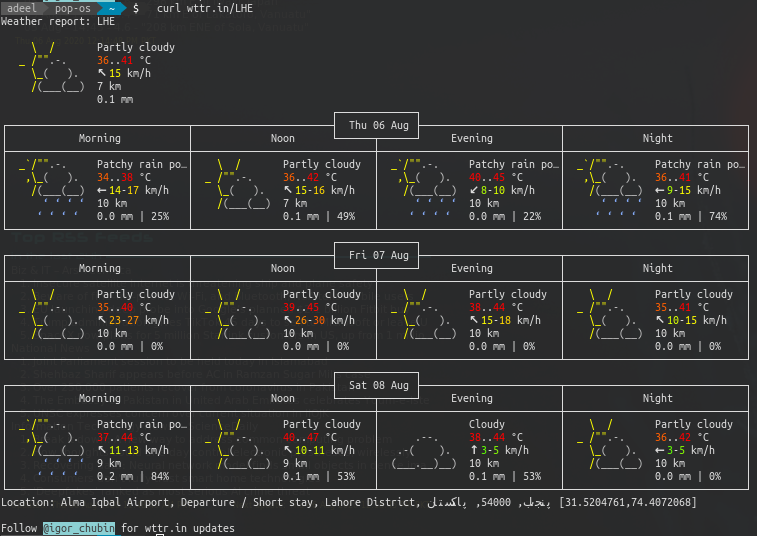 adeel pop-os ~ $ curl wttr.in/LHE
Weather report: LHE
Partly cloudy
36..41 °C
↖ 15 km/h
7 km
0.1 mm
Thu 06 Aug
Morning Noon Evening Night
Patchy rain po… Partly cloudy Patchy rain po… Patchy rain po…
34..38 °C 36..42 °C 40..45 °C 36..41 °C
← 14-17 km/h ↖ 15-16 km/h ↙ 8-10 km/h ← 9-15 km/h
10 km 7 km 10 km 10 km
0.0 mm | 25% 0.1 mm | 49% 0.0 mm | 22% 0.1 mm | 74%
Fri 07 Aug
Morning Noon Evening Night
Partly cloudy Partly cloudy Partly cloudy Partly cloudy
35..40 °C 39..45 °C 38..44 °C 35..41 °C
↖ 23-27 km/h ↖ 26-30 km/h ↖ 15-18 km/h ↖ 10-15 km/h
10 km 10 km 10 km 10 km
0.0 mm | 0% 0.0 mm | 0% 0.0 mm | 0% 0.0 mm | 0%
Sat 08 Aug
Morning Noon Evening Night
Patchy rain po… Partly cloudy Cloudy Partly cloudy
37..44 °C 40..47 °C 38..44 °C 36..42 °C
↖ 11-13 km/h ↖ 10-11 km/h ↑ 3-5 km/h ← 3-5 km/h
9 km 9 km 10 km 10 km
0.2 mm | 84% 0.1 mm | 53% 0.1 mm | 53% 0.0 mm | 0%
Location: Alma Iqbal Airport, Departure / Short stay, Lahore District, پنجاب, 54000, پاکستان [31.5204761,74.4072068]
Follow @igor_chubin for wttr.in updates